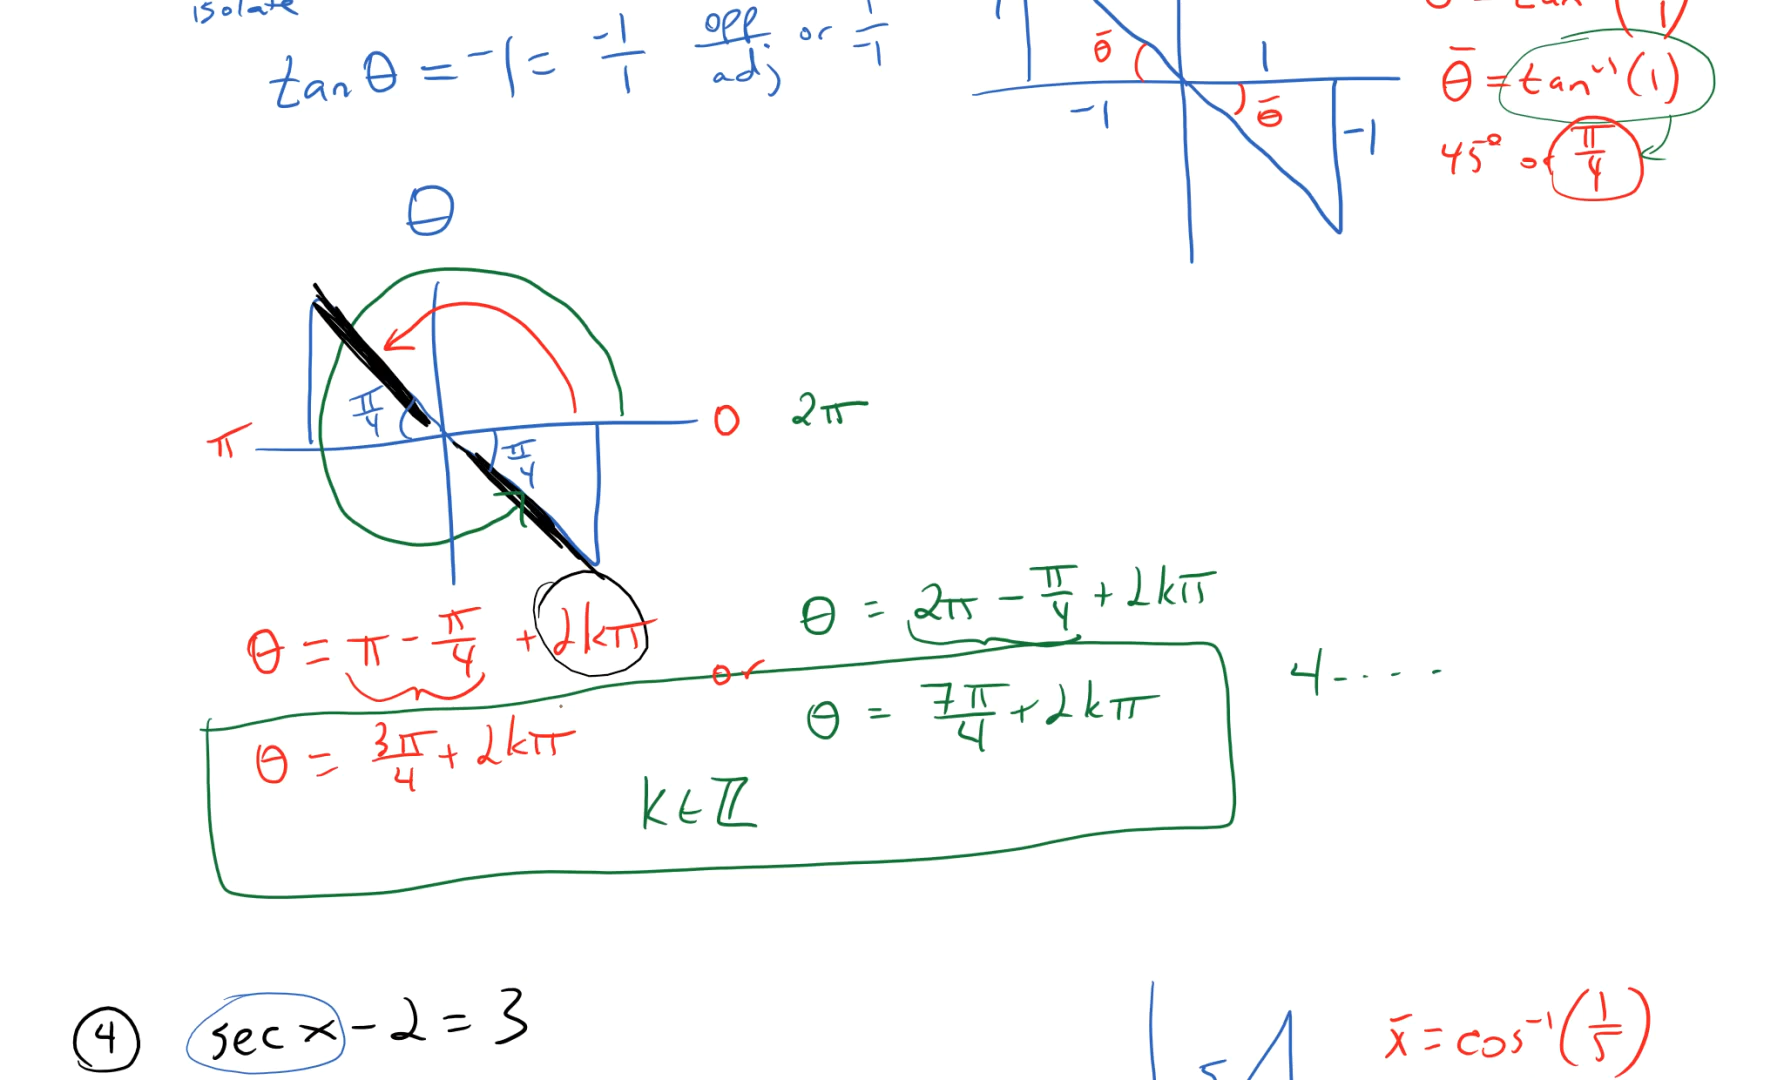 isolate
tan θ = -1 = -1/1 opp/adj or 1/-1
θ̄ 1
θ̄ = tan⁻¹(1)
-1 θ̄ -1
45° or π/4
θ
π/4
π π/4 0 2π
θ = π - π/4 + 2kπ
θ = 2π - π/4 + 2kπ
or
4 - - - -
θ = 3π/4 + 2kπ
θ = 7π/4 + 2kπ
k ∈ ℤ
④ sec x - 2 = 3
x̄ = cos⁻¹(1/5)
5